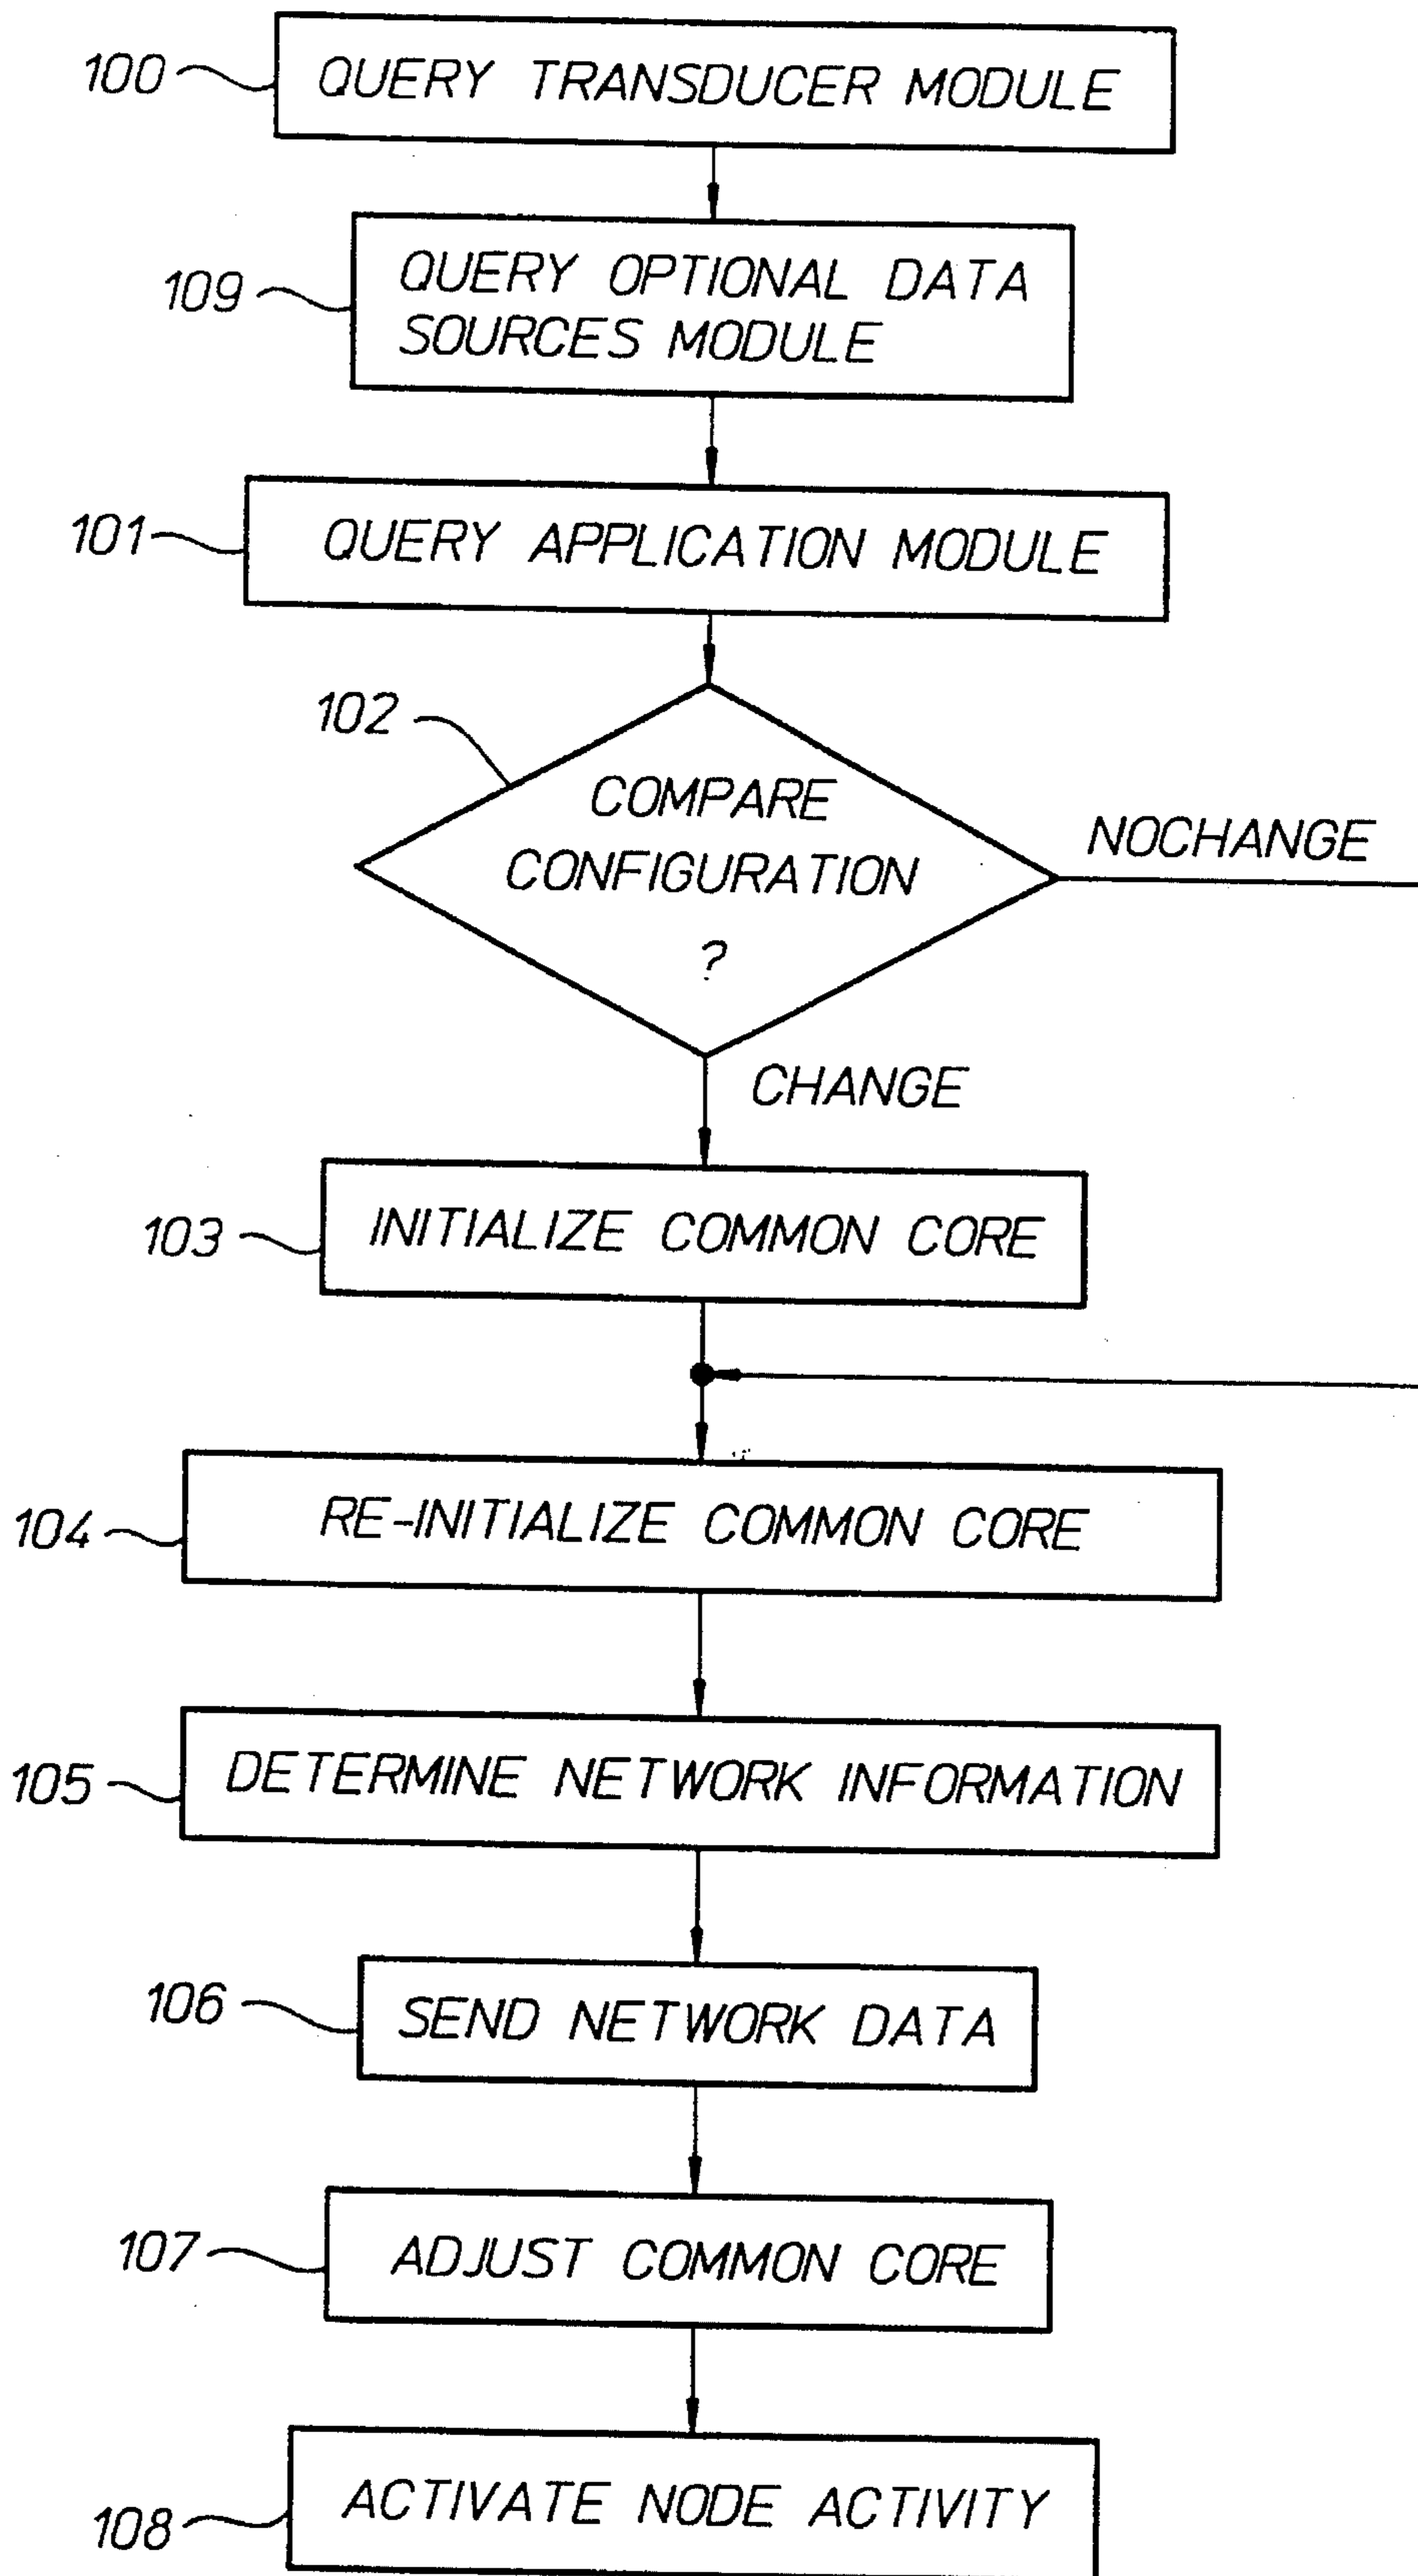 100
QUERY TRANSDUCER MODULE
109
QUERY OPTIONAL DATA
SOURCES MODULE
101
QUERY APPLICATION MODULE
102
COMPARE
CONFIGURATION
?
NOCHANGE
CHANGE
103
INITIALIZE COMMON CORE
104
RE-INITIALIZE COMMON CORE
105
DETERMINE NETWORK INFORMATION
106
SEND NETWORK DATA
107
ADJUST COMMON CORE
108
ACTIVATE NODE ACTIVITY